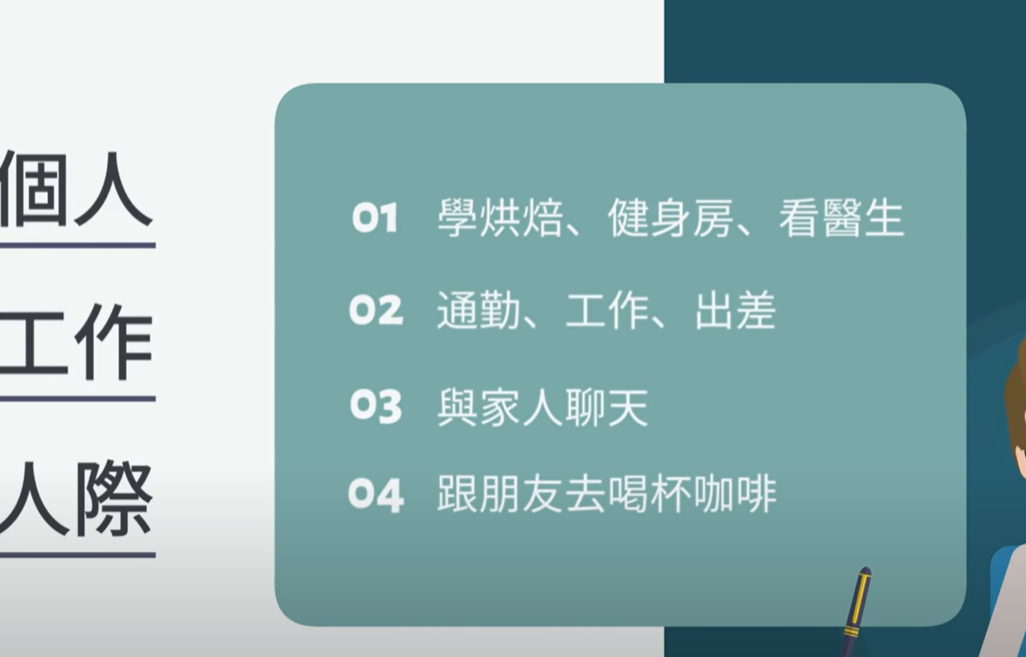 個人
工作
人際
01 學烘焙、健身房、看醫生
02 通勤、工作、出差
03 與家人聊天
04 跟朋友去喝杯咖啡